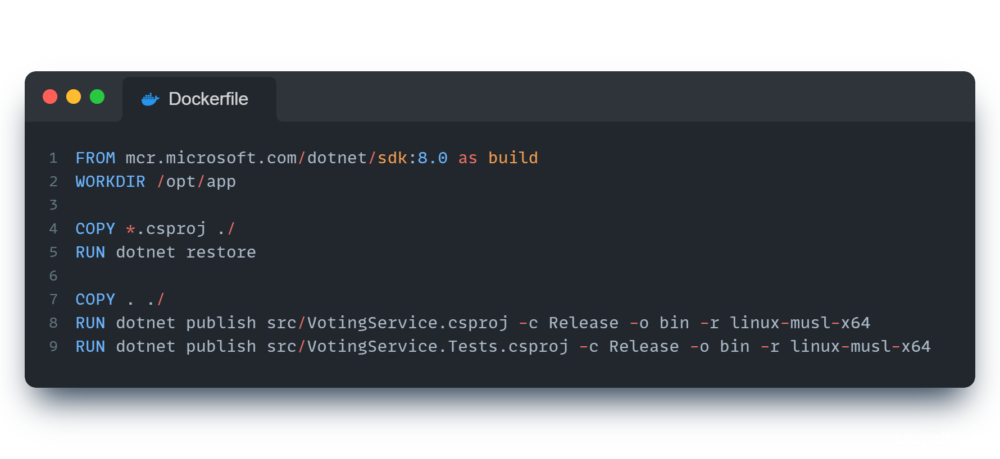 Dockerfile
1 FROM mcr.microsoft.com/dotnet/sdk:8.0 as build
2 WORKDIR /opt/app
3
4 COPY *.csproj ./
5 RUN dotnet restore
6
7 COPY . ./
8 RUN dotnet publish src/VotingService.csproj -c Release -o bin -r linux-musl-x64
9 RUN dotnet publish src/VotingService.Tests.csproj -c Release -o bin -r linux-musl-x64